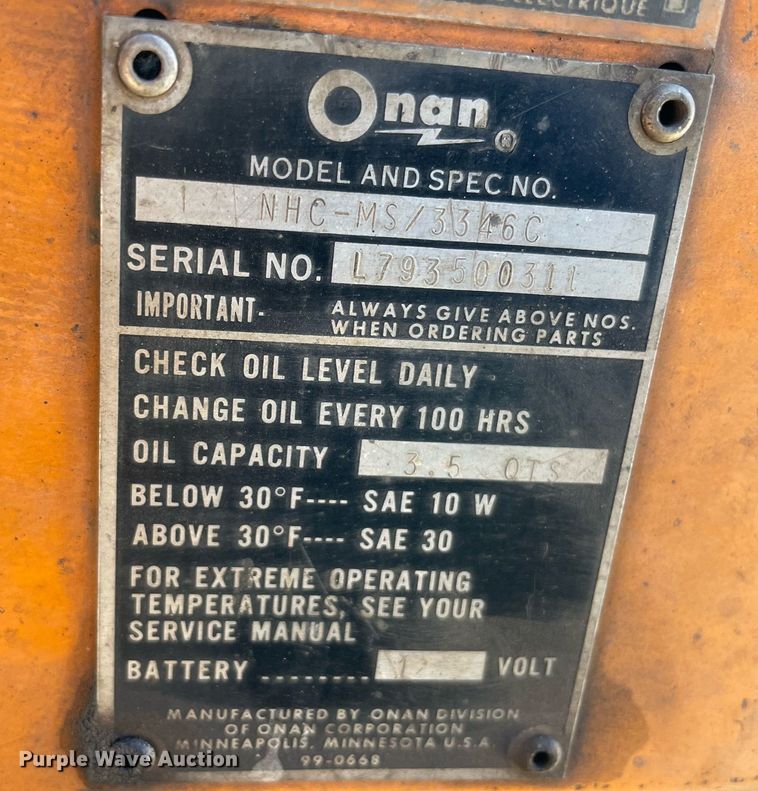 ELECTRIQUE
Onan ®
MODEL AND SPEC NO.
NHC-MS/3346C
SERIAL NO. L793500311
IMPORTANT- ALWAYS GIVE ABOVE NOS.
WHEN ORDERING PARTS
CHECK OIL LEVEL DAILY
CHANGE OIL EVERY 100 HRS
OIL CAPACITY 3.5 QTS
BELOW 30°F---- SAE 10 W
ABOVE 30°F---- SAE 30
FOR EXTREME OPERATING
TEMPERATURES, SEE YOUR
SERVICE MANUAL
BATTERY ........ 12 VOLT
MANUFACTURED BY ONAN DIVISION
OF ONAN CORPORATION
MINNEAPOLIS, MINNESOTA U.S.A.
99-0668
Purple Wave Auction